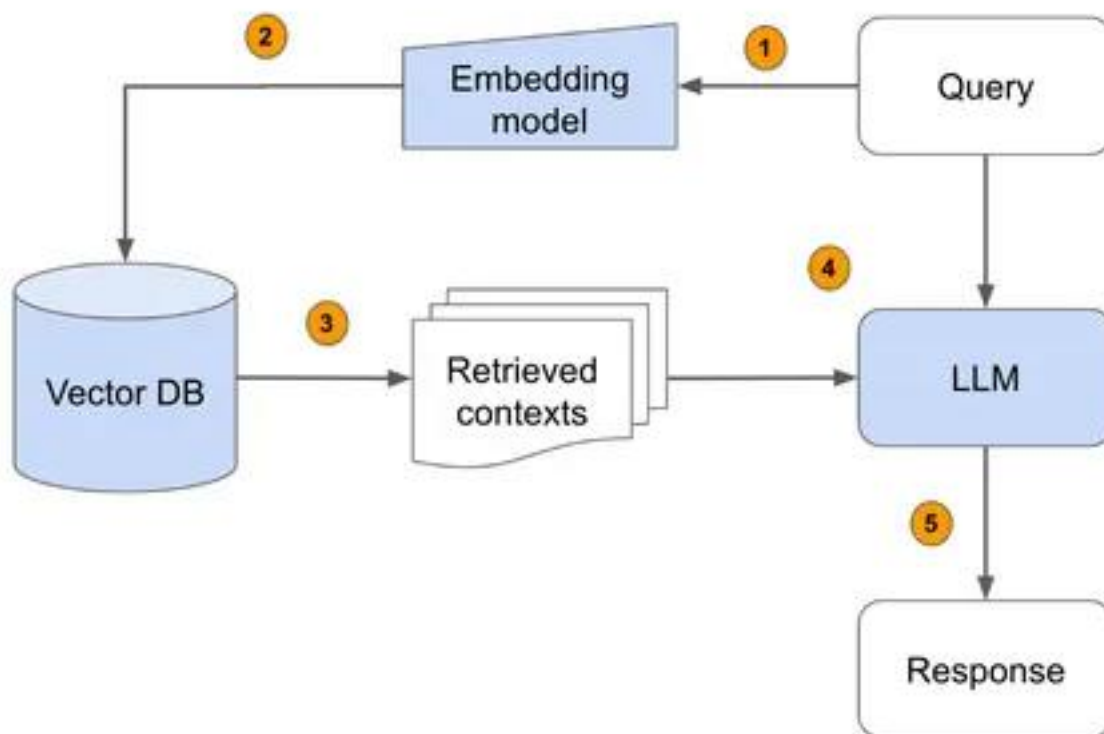 2
1
Embedding
model
Query
4
3
Vector DB
Retrieved
contexts
LLM
5
Response